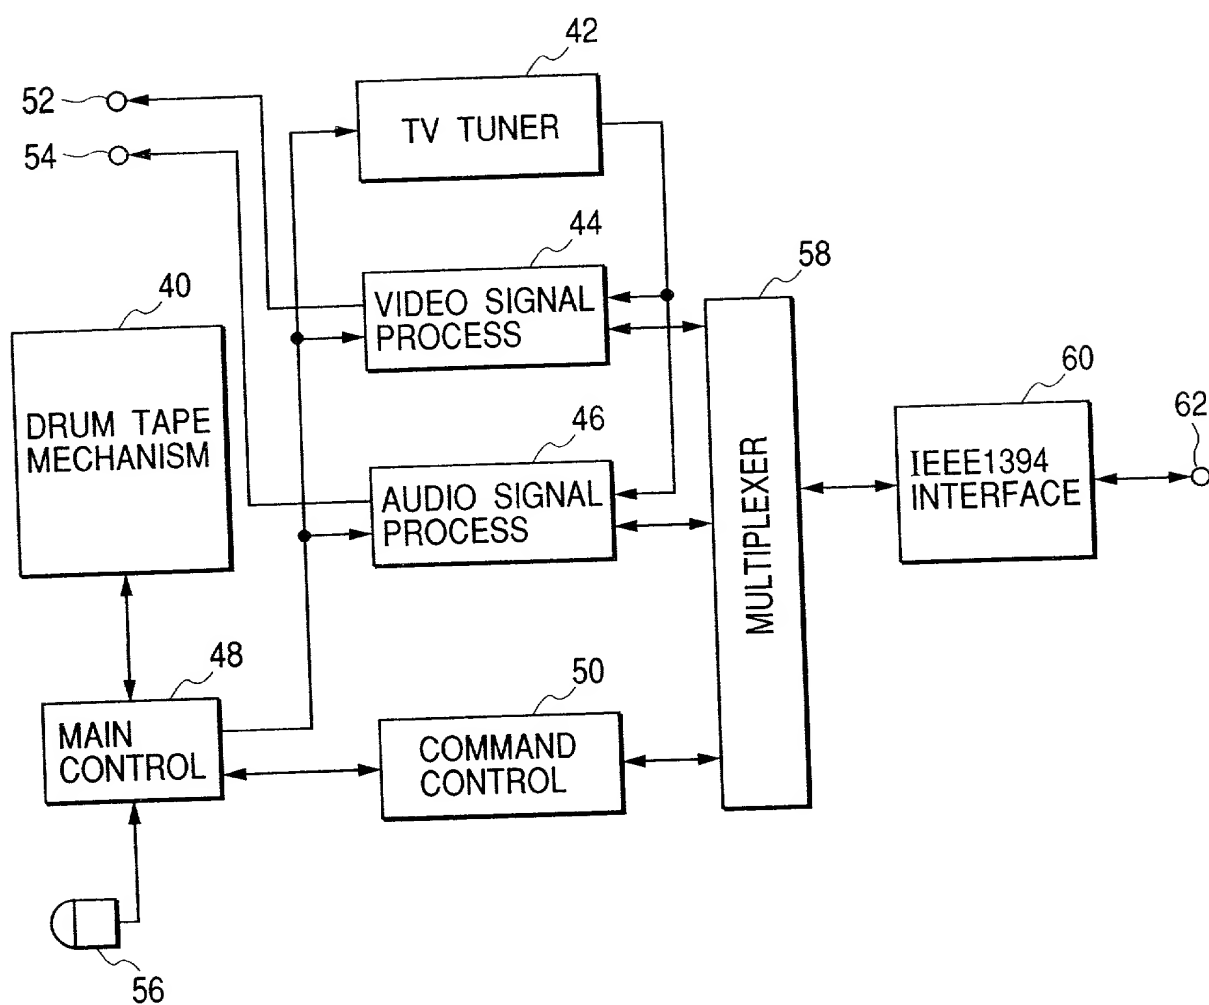 42
52
TV TUNER
54
44
58
40
VIDEO SIGNAL
PROCESS
60
62
DRUM TAPE
MECHANISM
46
IEEE1394
INTERFACE
AUDIO SIGNAL
PROCESS
MULTIPLEXER
48
50
MAIN
CONTROL
COMMAND
CONTROL
56